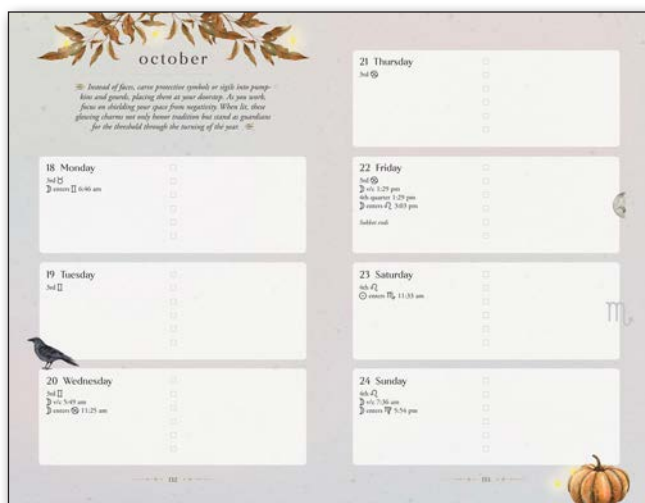 october
Instead of faces, carve protective symbols or sigils into pump-
kins and gourds, placing them at your doorstep. As you work,
focus on shielding your space from negativity. When lit, these
glowing charms not only honor tradition but stand as guardians
for the threshold through the turning of the year.
18 Monday
3rd ♉
☽ enters ♊ 6:46 am
19 Tuesday
3rd ♊
20 Wednesday
3rd ♊
☽ v/c 5:49 am
☽ enters ♋ 11:25 am
21 Thursday
3rd ♋
22 Friday
3rd ♋
☽ v/c 1:29 pm
4th quarter 1:29 pm
☽ enters ♌ 3:03 pm
Sukkot ends
23 Saturday
4th ♌
☉ enters ♏ 11:33 am
♏
24 Sunday
4th ♌
☽ v/c 7:36 am
☽ enters ♍ 5:54 pm